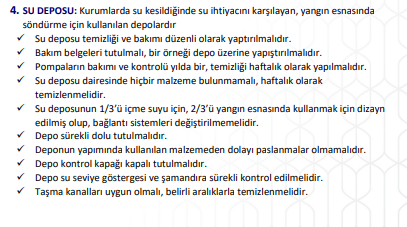 4. SU DEPOSU: Kurumlarda su kesildiğinde su ihtiyacını karşılayan, yangın esnasında
söndürme için kullanılan depolardır
✓ Su deposu temizliği ve bakımı düzenli olarak yaptırılmalıdır.
✓ Bakım belgeleri tutulmalı, bir örneği depo üzerine yapıştırılmalıdır.
✓ Pompaların bakımı ve kontrolü yılda bir, temizliği haftalık olarak yapılmalıdır.
✓ Su deposu dairesinde hiçbir malzeme bulunmamalı, haftalık olarak
temizlenmelidir.
✓ Su deposunun 1/3'ü içme suyu için, 2/3'ü yangın esnasında kullanmak için dizayn
edilmiş olup, bağlantı sistemleri değiştirilmemelidir.
✓ Depo sürekli dolu tutulmalıdır.
✓ Deponun yapımında kullanılan malzemeden dolayı paslanmalar olmamalıdır.
✓ Depo kontrol kapağı kapalı tutulmalıdır.
✓ Depo su seviye göstergesi ve şamandıra sürekli kontrol edilmelidir.
✓ Taşma kanalları uygun olmalı, belirli aralıklarla temizlenmelidir.